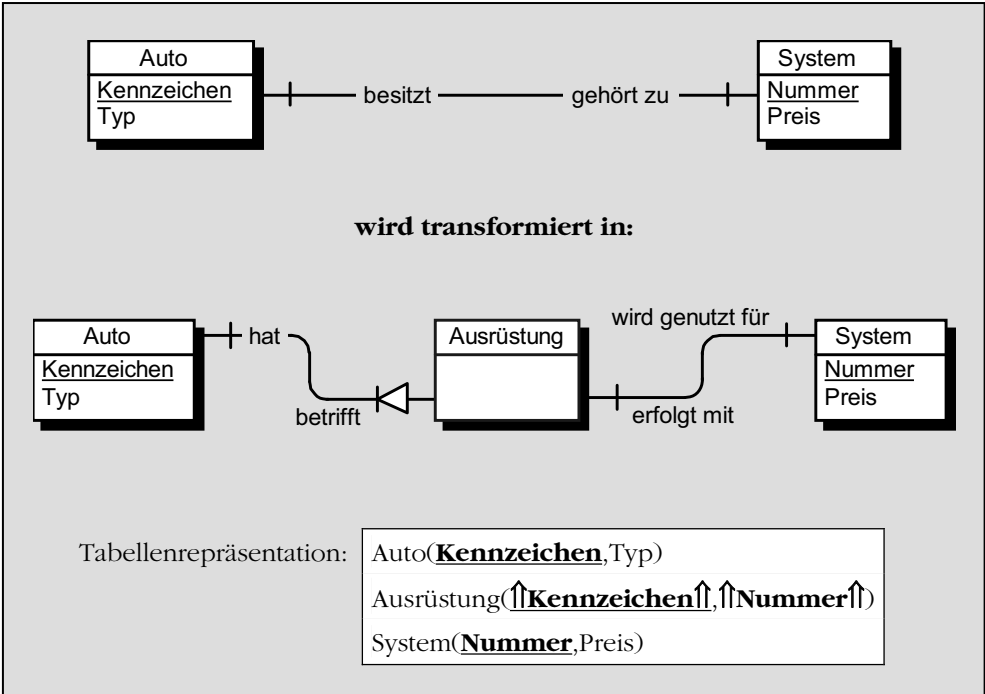 Auto System
Kennzeichen besitzt gehört zu Nummer
Typ Preis
wird transformiert in:
wird genutzt für
Auto hat Ausrüstung System
Kennzeichen Nummer
Typ Preis
betrifft erfolgt mit
Tabellenrepräsentation: Auto(Kennzeichen,Typ)
Ausrüstung(⇑Kennzeichen⇑,⇑Nummer⇑)
System(Nummer,Preis)